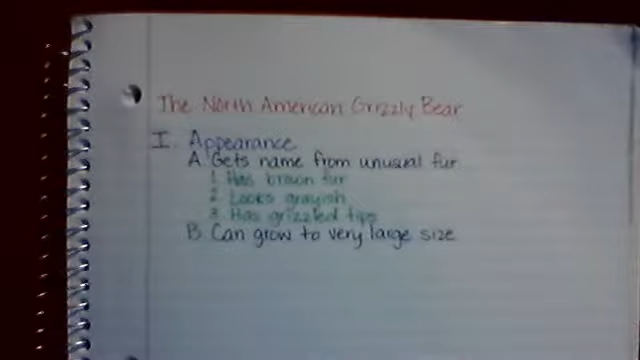 The North American Grizzly Bear
I. Appearance
A. Gets name from unusual fur
1. Has brown fur
2. Looks grayish
3. Has grizzled tips
B. Can grow to very large size